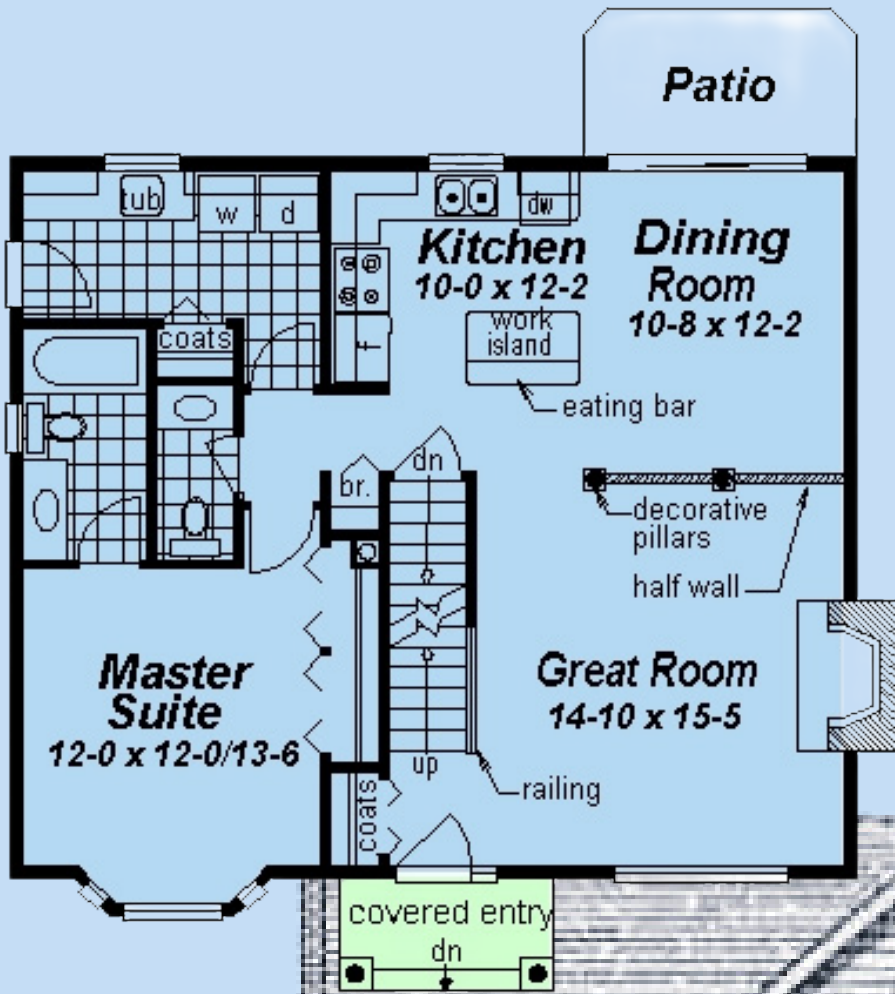 Patio
tub
w
d
dw
Kitchen
10-0 x 12-2
Dining
Room
10-8 x 12-2
work
island
f
coats
eating bar
dn
br.
decorative
pillars
half wall
Master
Suite
12-0 x 12-0/13-6
Great Room
14-10 x 15-5
up
railing
coats
covered entry
dn